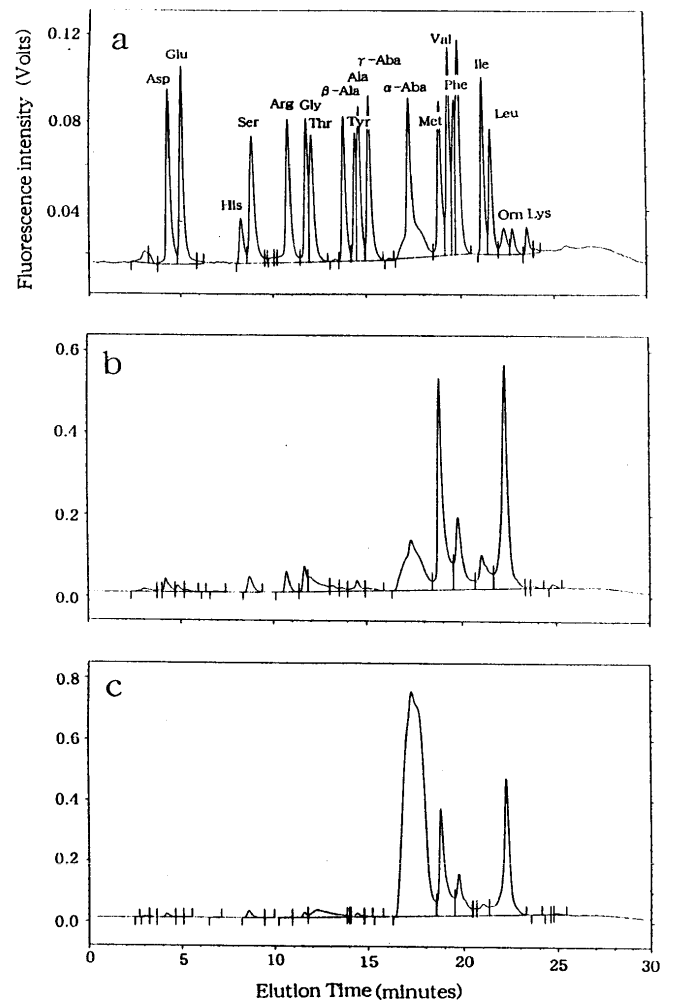 a
Fluorescence intensity (Volts)
0.12
0.08
0.04
Asp
Glu
His
Ser
Arg
Gly
Thr
β-Ala
Tyr
Ala
γ-Aba
α-Aba
Met
Val
Phe
Ile
Leu
Orn Lys
b
0.6
0.4
0.2
0.0
c
0.8
0.6
0.4
0.2
0.0
0 5 10 15 20 25 30
Elution Time (minutes)